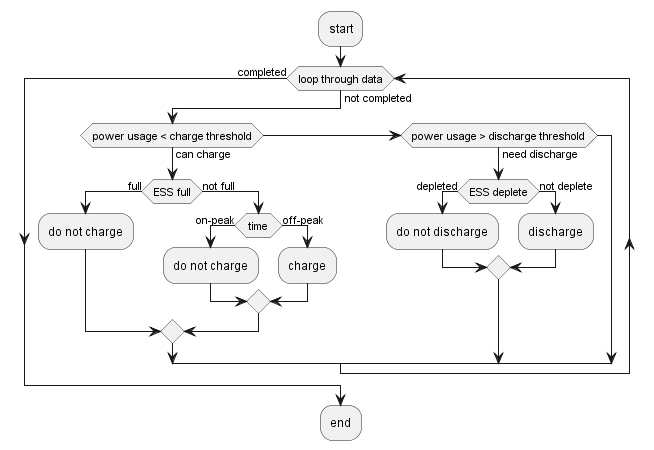 start
completed
loop through data
not completed
power usage < charge threshold
power usage > discharge threshold
can charge
need discharge
full
ESS full
not full
depleted
ESS deplete
not deplete
do not charge
on-peak
time
off-peak
do not discharge
discharge
do not charge
charge
end